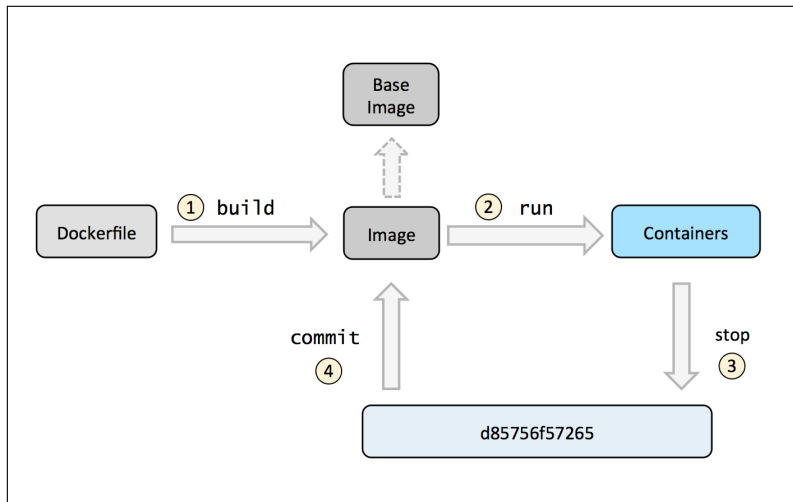 Base
Image
1 build
2 run
Dockerfile
Image
Containers
commit
4
stop
3
d85756f57265